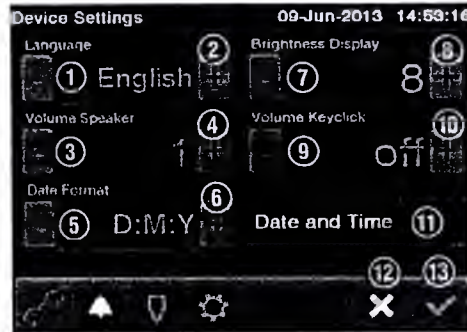 Device Settings 09-Jun-2013 14:53:16
Language ② Brightness Display ⑧
- ① English + - ⑦ 8 +
Volume Speaker ④ Volume Keyclick ⑩
- ③ 1 + - ⑨ off +
Date Format ⑥
- ⑤ D:M:Y + Date and Time ⑪
⑫ ⑬